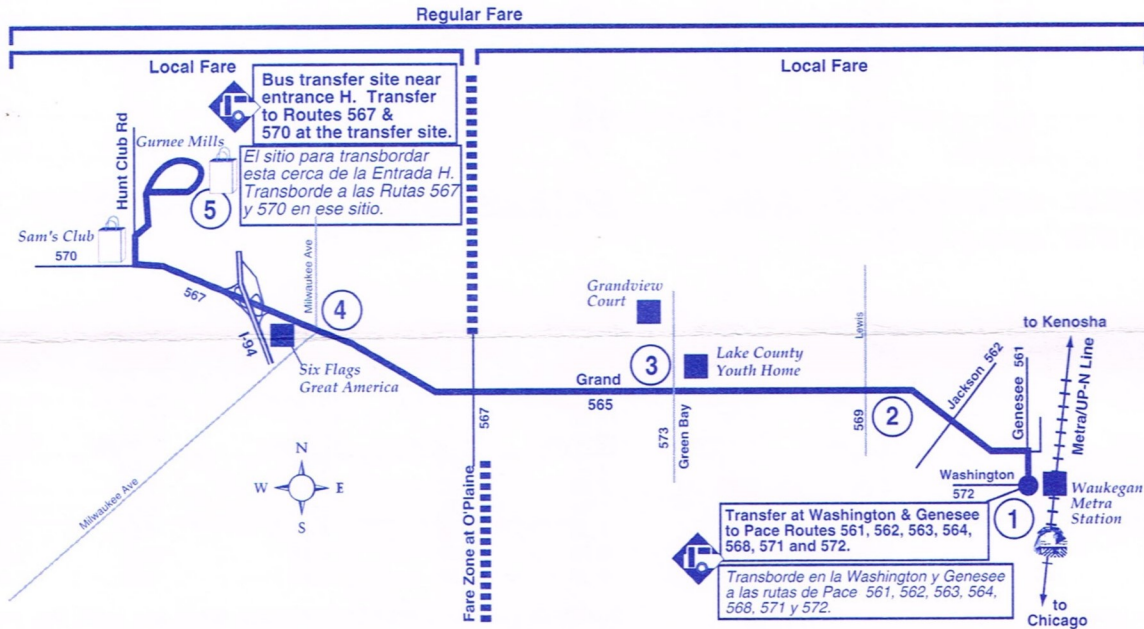 Regular Fare
Local Fare
Local Fare
Bus transfer site near
entrance H. Transfer
to Routes 567 &
570 at the transfer site.
El sitio para transbordar
esta cerca de la Entrada H.
Transborde a las Rutas 567
y 570 en ese sitio.
Hunt Club Rd
Gurnee Mills
5
Sam's Club
570
567
I-94
Milwaukee Ave
4
Six Flags
Great America
Milwaukee Ave
N
W
E
S
567
Fare Zone at O'Plaine
Grandview
Court
3
Lake County
Youth Home
Grand
565
573
Green Bay
Lewis
569
2
Jackson 562
Genesee 561
to Kenosha
Metra/UP-N Line
Washington
572
Waukegan
Metra
Station
1
Transfer at Washington & Genesee
to Pace Routes 561, 562, 563, 564,
568, 571 and 572.
Transborde en la Washington y Genesee
a las rutas de Pace 561, 562, 563, 564,
568, 571 y 572.
to
Chicago